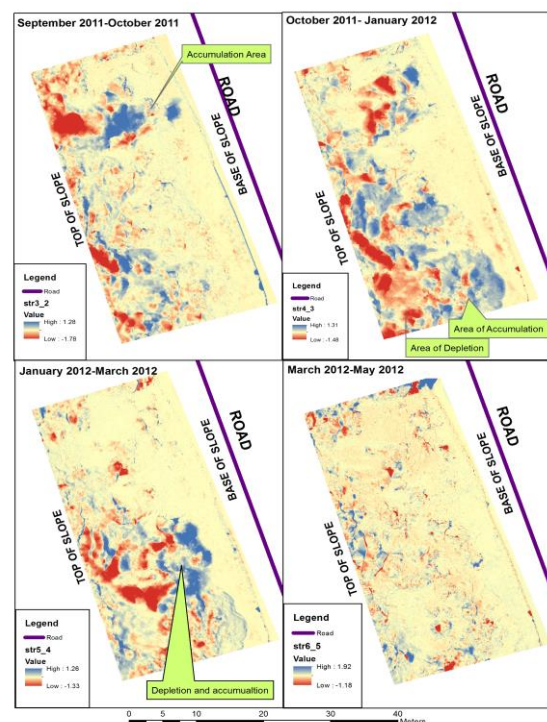 September 2011-October 2011
Accumulation Area
ROAD
BASE OF SLOPE
TOP OF SLOPE
Legend
Road
str3_2
Value
High : 1.28
Low : -1.78
October 2011- January 2012
ROAD
BASE OF SLOPE
TOP OF SLOPE
Legend
Road
str4_3
Value
High : 1.31
Low : -1.48
Area of Accumulation
Area of Depletion
January 2012-March 2012
ROAD
BASE OF SLOPE
TOP OF SLOPE
Legend
Road
str5_4
Value
High : 1.26
Low : -1.33
Depletion and accumualtion
March 2012-May 2012
ROAD
BASE OF SLOPE
TOP OF SLOPE
Legend
Road
str6_5
Value
High : 1.92
Low : -1.18
0 5 10 20 30 40
Meters